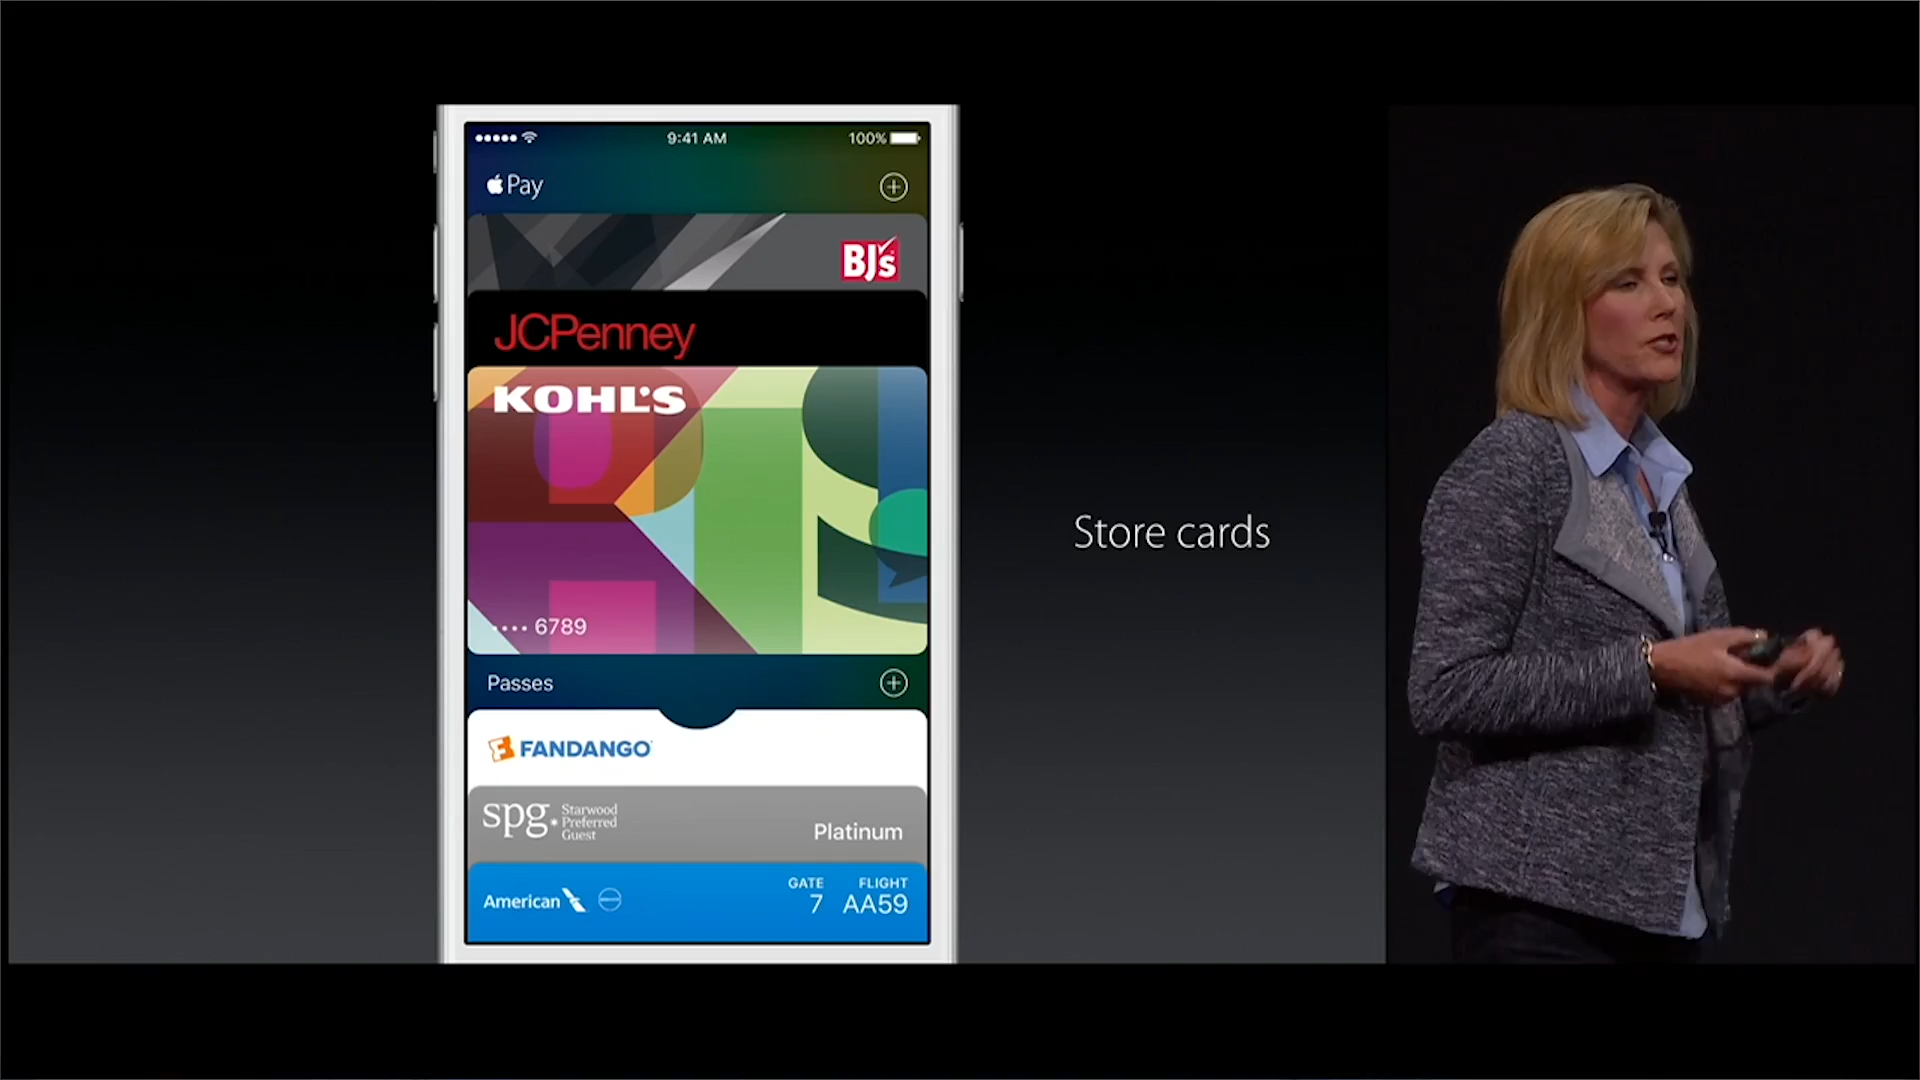 9:41 AM
100%
Pay
BJ's
JCPenney
KOHL'S
Store cards
•••• 6789
Passes
FANDANGO
spg. Starwood
Preferred
Guest
Platinum
American
GATE FLIGHT
7 AA59